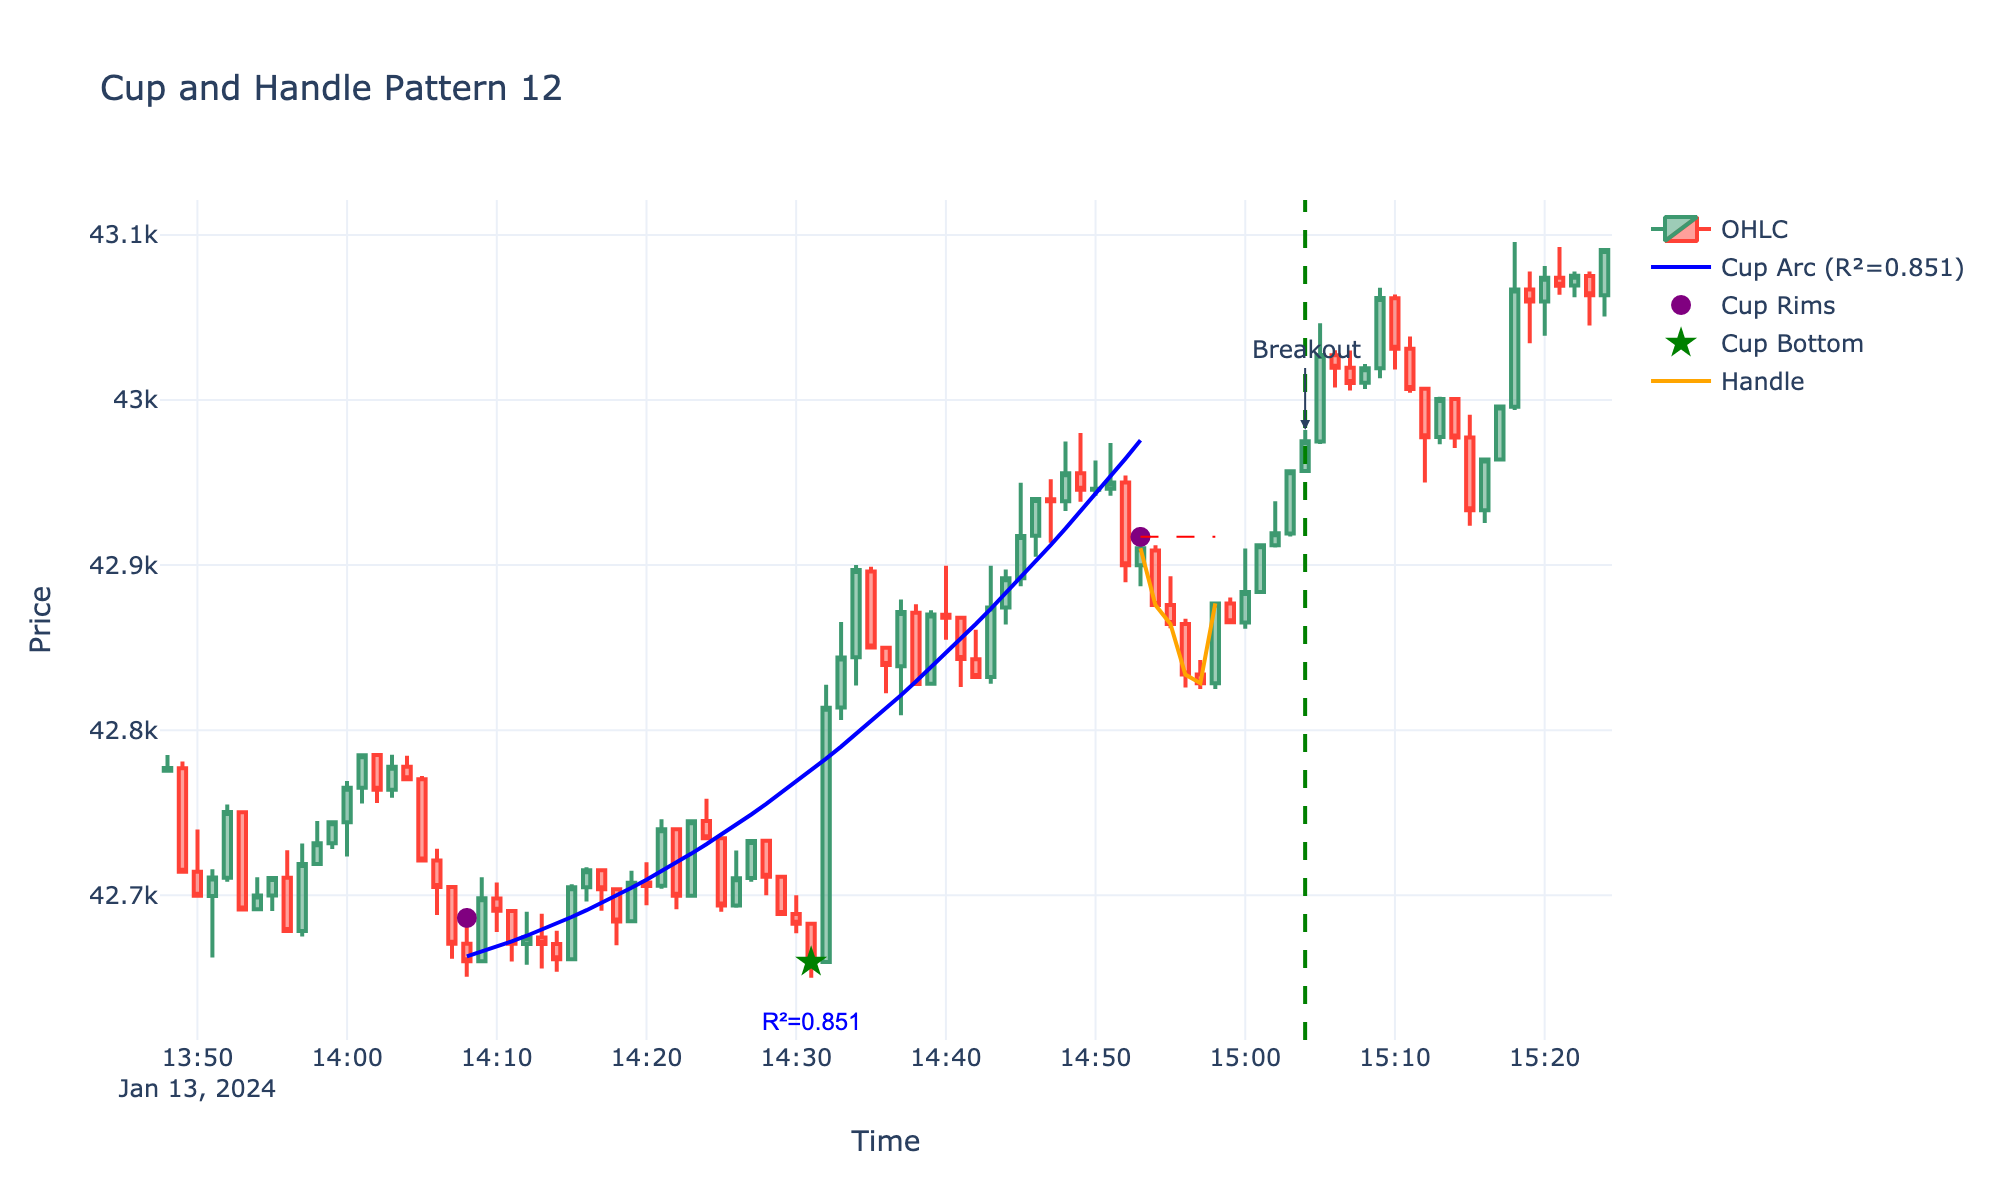 Cup and Handle Pattern 12
43.1k
43k
42.9k
42.8k
42.7k
Price
Breakout
R²=0.851
13:50
14:00
14:10
14:20
14:30
14:40
14:50
15:00
15:10
15:20
Jan 13, 2024
Time
OHLC
Cup Arc (R²=0.851)
Cup Rims
Cup Bottom
Handle